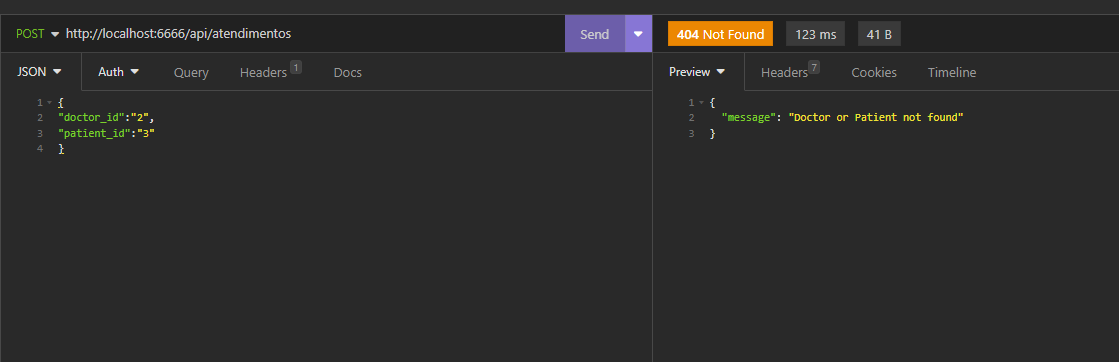 POST http://localhost:6666/api/atendimentos Send
404 Not Found 123 ms 41 B
JSON Auth Query Headers 1 Docs
Preview Headers 7 Cookies Timeline
1 {
2 "doctor_id":"2",
3 "patient_id":"3"
4 }
1 {
2 "message": "Doctor or Patient not found"
3 }